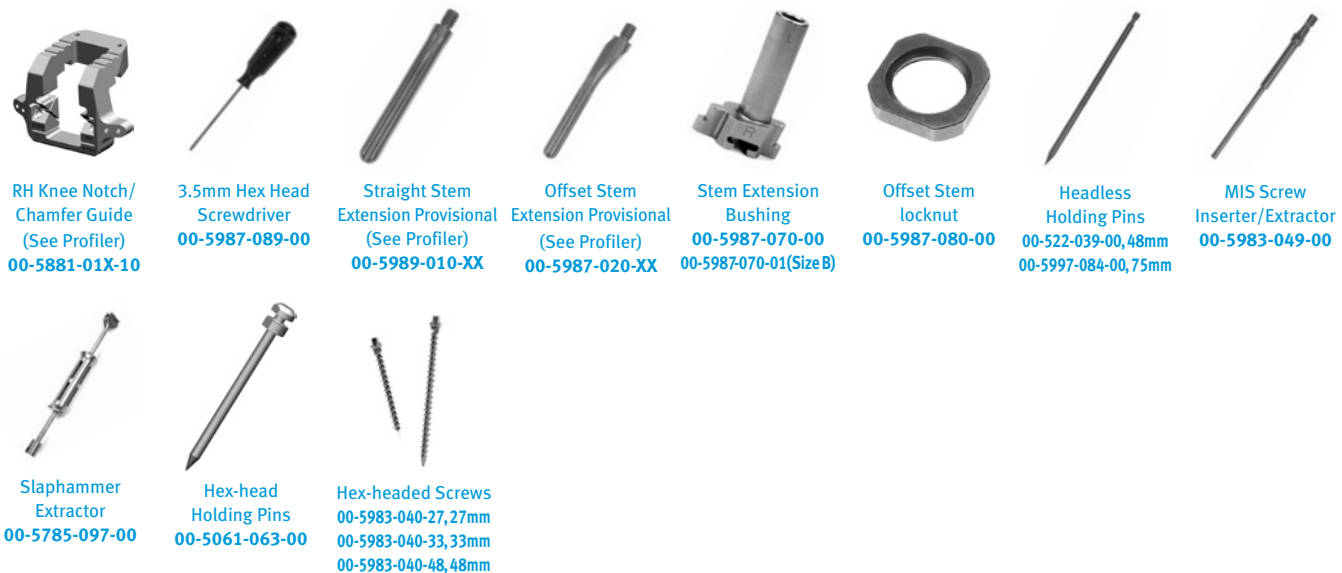 RH Knee Notch/
Chamfer Guide
(See Profiler)
00-5881-01X-10
3.5mm Hex Head
Screwdriver
00-5987-089-00
Straight Stem
Extension Provisional
(See Profiler)
00-5989-010-XX
Offset Stem
Extension Provisional
(See Profiler)
00-5987-020-XX
L
R
Stem Extension
Bushing
00-5987-070-00
00-5987-070-01(Size B)
Offset Stem
locknut
00-5987-080-00
Headless
Holding Pins
00-522-039-00, 48mm
00-5997-084-00, 75mm
MIS Screw
Inserter/Extractor
00-5983-049-00
Slaphammer
Extractor
00-5785-097-00
Hex-head
Holding Pins
00-5061-063-00
Hex-headed Screws
00-5983-040-27, 27mm
00-5983-040-33, 33mm
00-5983-040-48, 48mm